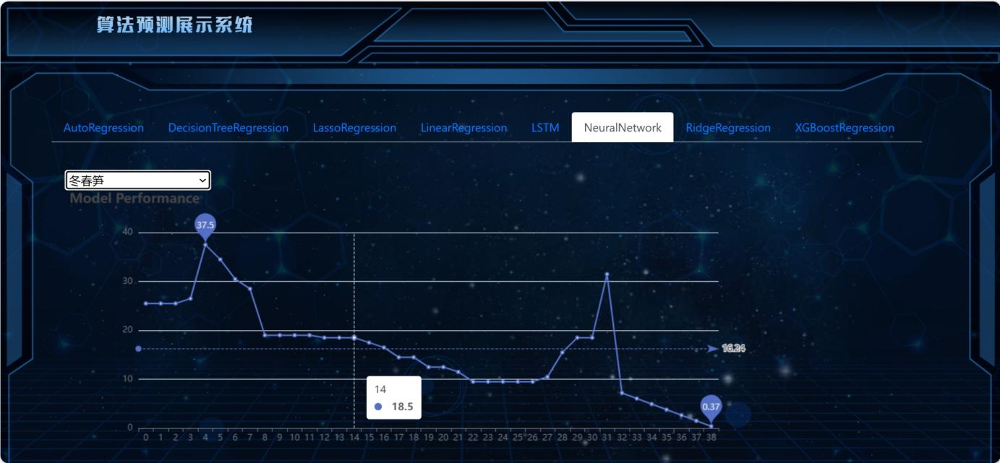 算法预测展示系统
AutoRegression DecisionTreeRegression LassoRegression LinearRegression LSTM NeuralNetwork RidgeRegression XGBoostRegression
冬春笋
Model Performance
37.5
40
30
20
16.24
10
14
18.5
0.37
0
0 1 2 3 4 5 6 7 8 9 10 11 12 13 14 15 16 17 18 19 20 21 22 23 24 25 26 27 28 29 30 31 32 33 34 35 36 37 38